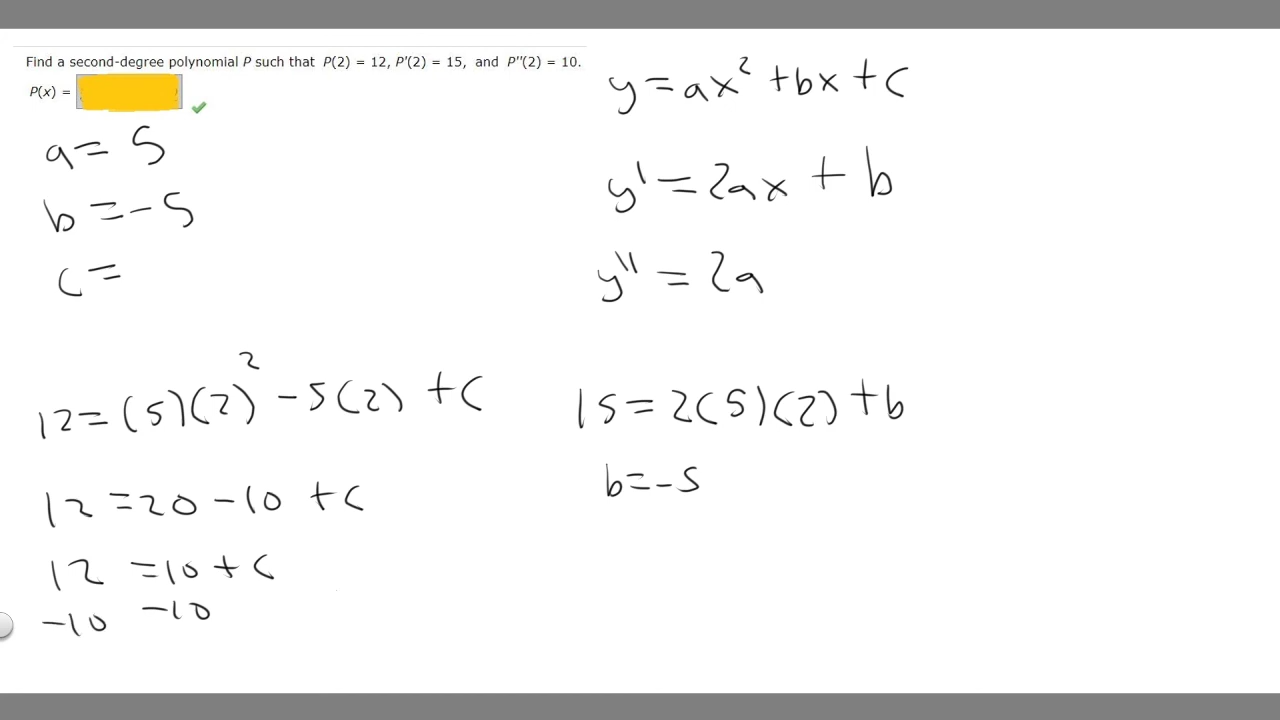 Find a second-degree polynomial P such that P(2) = 12, P'(2) = 15, and P''(2) = 10.
P(x) =
a = 5
b = -5
c =
12 = (5)(2)² - 5(2) + c
12 = 20 - 10 + c
12 = 10 + c
-10 -10
y = ax² + bx + c
y' = 2ax + b
y'' = 2a
15 = 2(5)(2) + b
b = -5